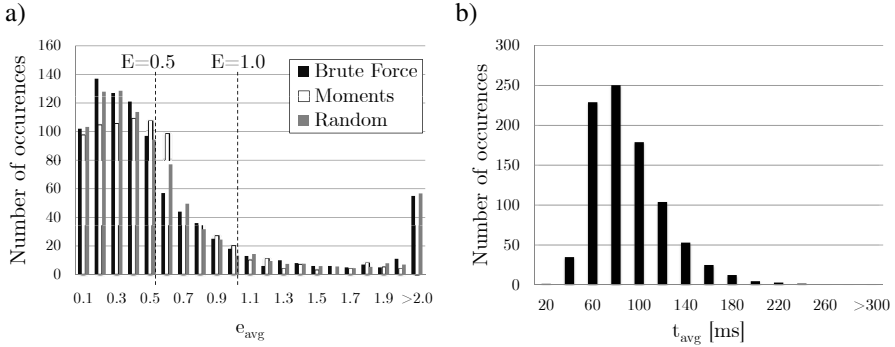 a)
Number of occurences
160
140
120
100
80
60
40
20
0
E=0.5 E=1.0
Brute Force
Moments
Random
0.1 0.3 0.5 0.7 0.9 1.1 1.3 1.5 1.7 1.9 >2.0
e_avg
b)
Number of occurences
300
250
200
150
100
50
0
20 60 100 140 180 220 260 >300
t_avg [ms]